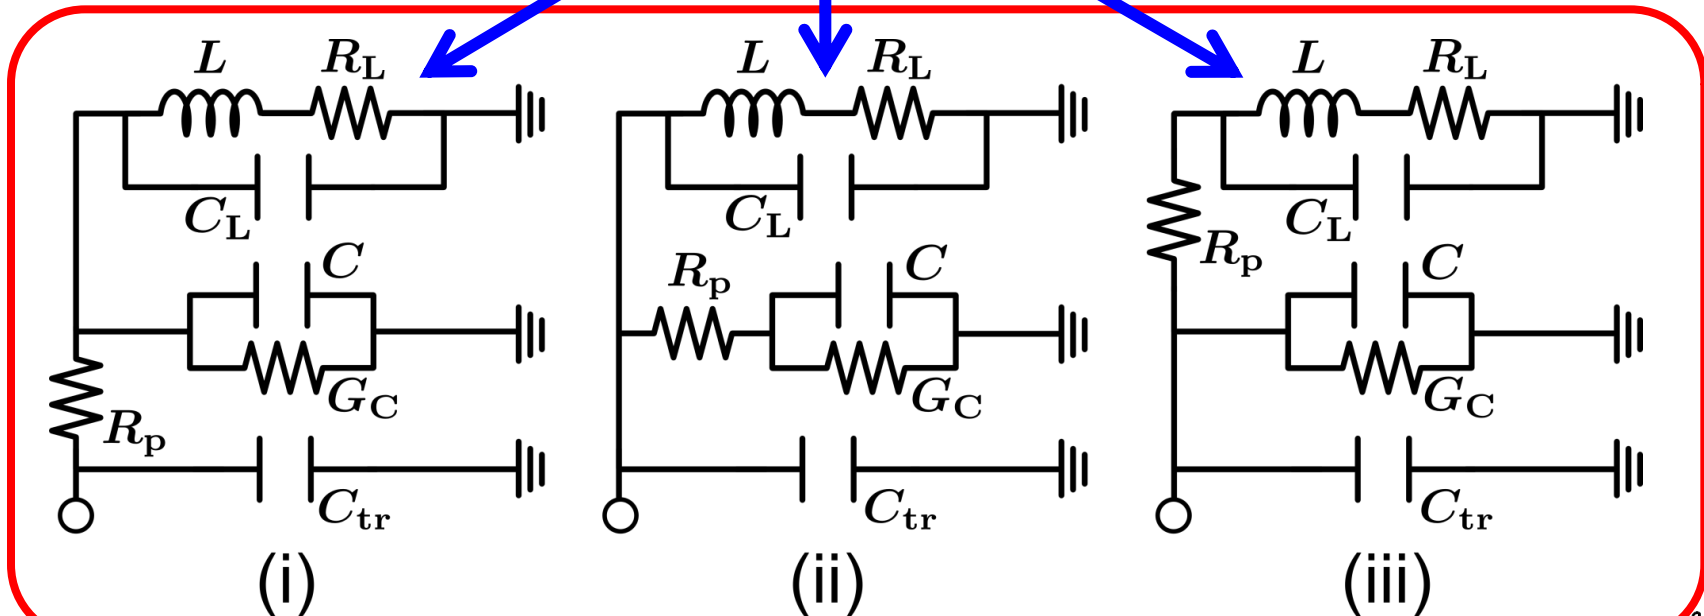 L R_L
C_L
C
G_C
R_p
C_tr
(i)
L R_L
C_L
R_p
C
G_C
C_tr
(ii)
L R_L
C_L
R_p
C
G_C
C_tr
(iii)